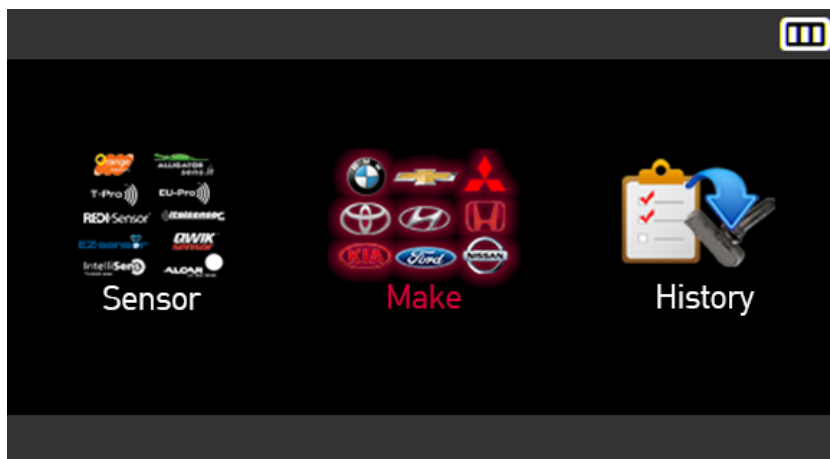 Orange
ALLIGATOR
sens.it
T-Pro
EU-Pro
REDI-Sensor
Italsensor
EZ-sensor
QWIK
SENSOR
IntelliSens
ALCAR
KIA
Ford
NISSAN
Sensor
Make
History